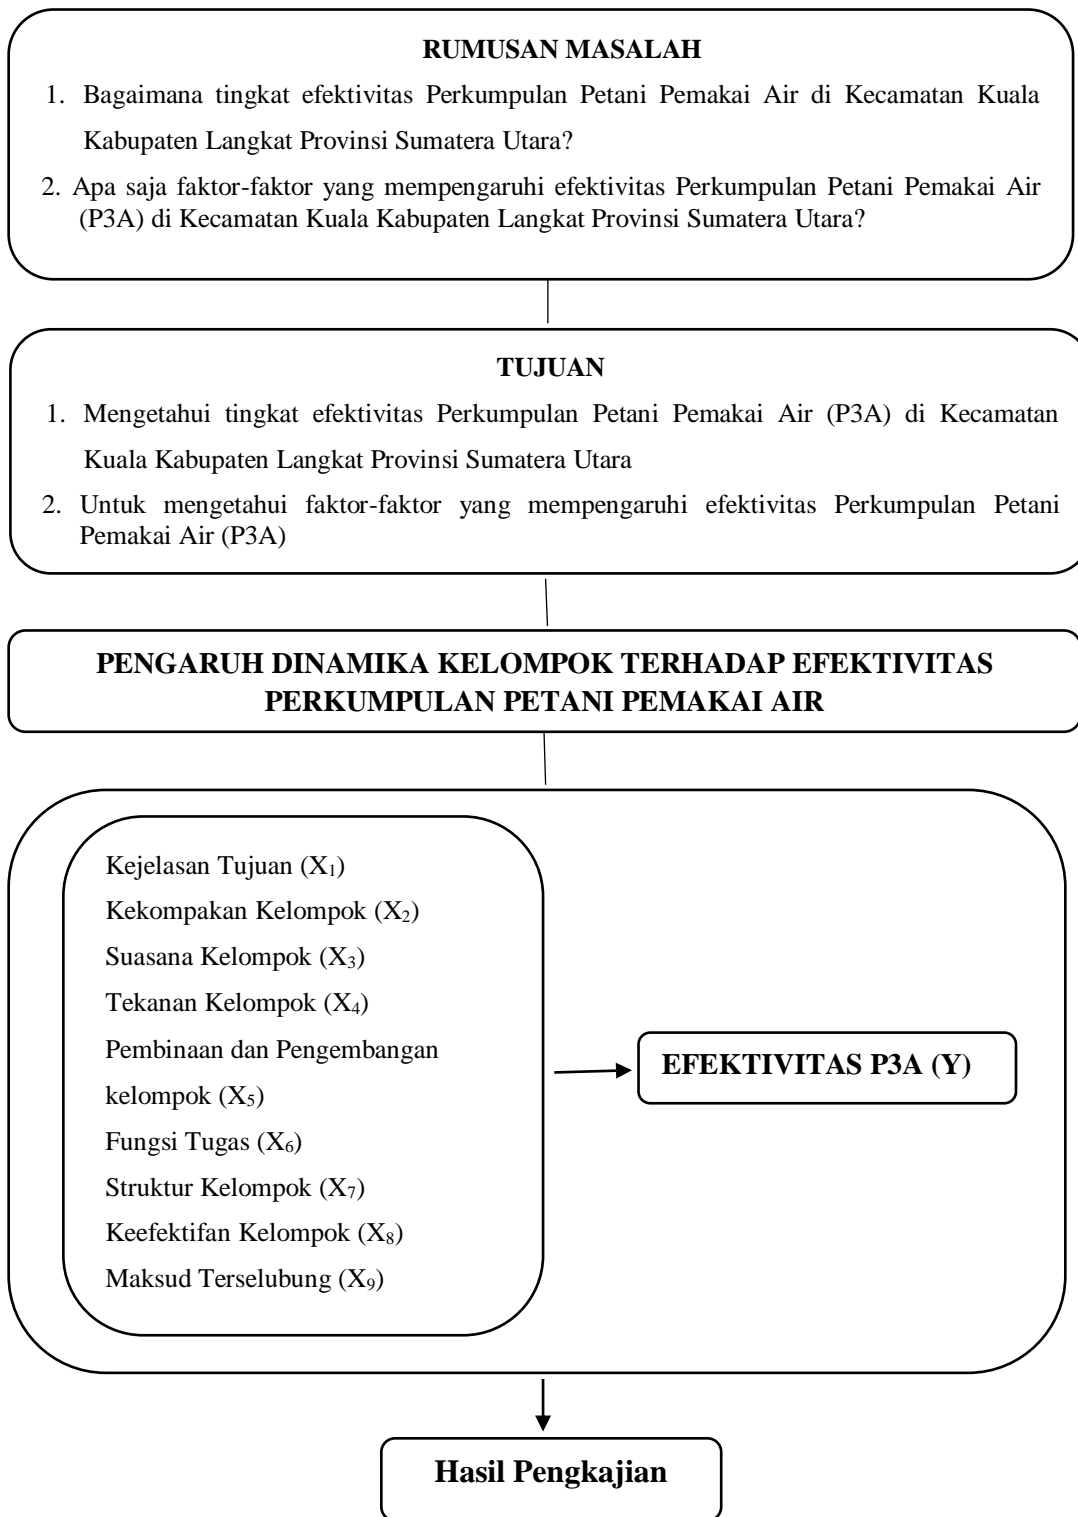 RUMUSAN MASALAH
1. Bagaimana tingkat efektivitas Perkumpulan Petani Pemakai Air di Kecamatan Kuala
Kabupaten Langkat Provinsi Sumatera Utara?
2. Apa saja faktor-faktor yang mempengaruhi efektivitas Perkumpulan Petani Pemakai Air
(P3A) di Kecamatan Kuala Kabupaten Langkat Provinsi Sumatera Utara?
TUJUAN
1. Mengetahui tingkat efektivitas Perkumpulan Petani Pemakai Air (P3A) di Kecamatan
Kuala Kabupaten Langkat Provinsi Sumatera Utara
2. Untuk mengetahui faktor-faktor yang mempengaruhi efektivitas Perkumpulan Petani
Pemakai Air (P3A)
PENGARUH DINAMIKA KELOMPOK TERHADAP EFEKTIVITAS
PERKUMPULAN PETANI PEMAKAI AIR
Kejelasan Tujuan (X₁)
Kekompakan Kelompok (X₂)
Suasana Kelompok (X₃)
Tekanan Kelompok (X₄)
Pembinaan dan Pengembangan
kelompok (X₅)
Fungsi Tugas (X₆)
Struktur Kelompok (X₇)
Keefektifan Kelompok (X₈)
Maksud Terselubung (X₉)
EFEKTIVITAS P3A (Y)
Hasil Pengkajian